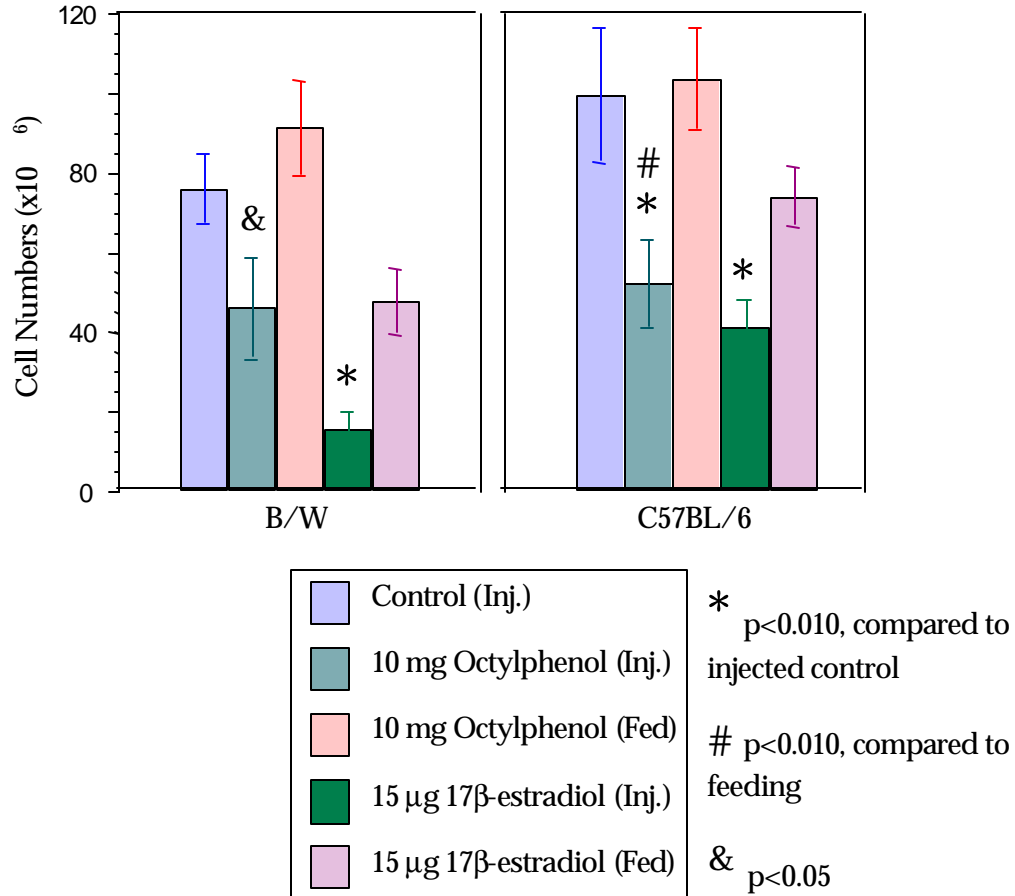 120
80
40
0
Cell Numbers (x10 6)
&
*
#
*
*
B/W
C57BL/6
Control (Inj.)
10 mg Octylphenol (Inj.)
10 mg Octylphenol (Fed)
15 µg 17β-estradiol (Inj.)
15 µg 17β-estradiol (Fed)
* p<0.010, compared to
injected control
# p<0.010, compared to
feeding
& p<0.05